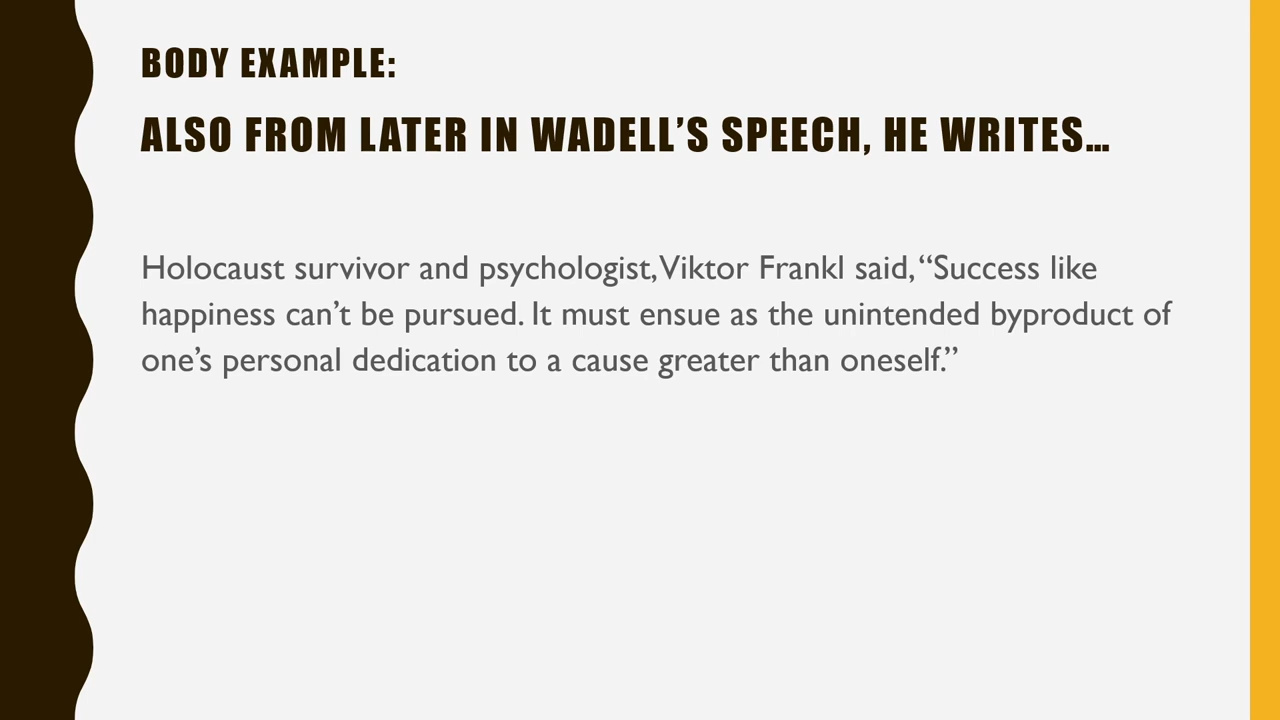 BODY EXAMPLE:
ALSO FROM LATER IN WADELL’S SPEECH, HE WRITES…
Holocaust survivor and psychologist, Viktor Frankl said, “Success like
happiness can’t be pursued. It must ensue as the unintended byproduct of
one’s personal dedication to a cause greater than oneself.”